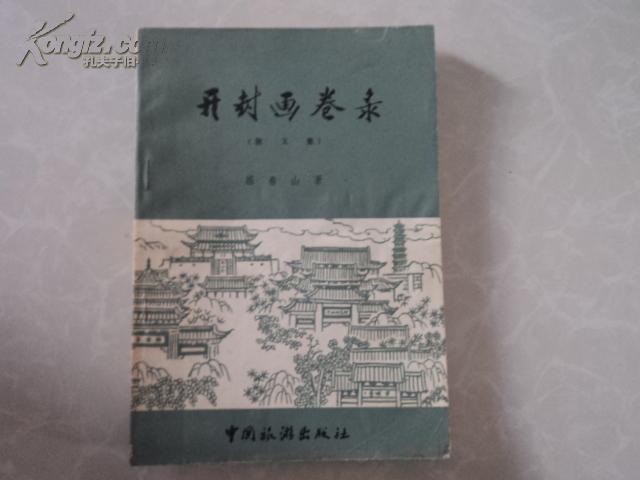 Kongfz.com
孔夫子旧书网
开封画卷录
（散文集）
中国旅游出版社